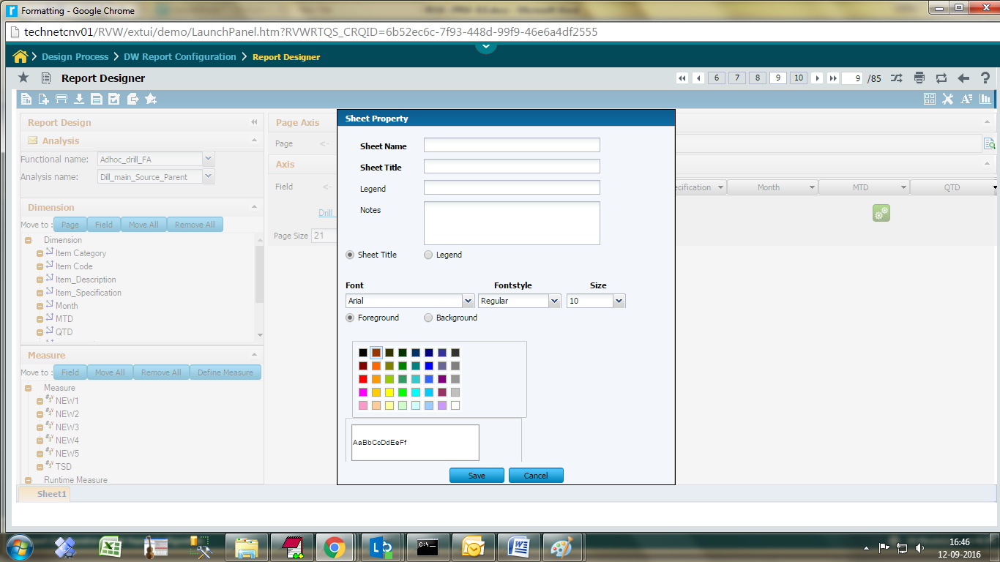 Formatting - Google Chrome
technetcnv01/RVW/extui/demo/LaunchPanel.htm?RVWRTQS_CRQID=6b52ec6c-7f93-448d-99f9-46e6a4df2555
Design Process > DW Report Configuration > Report Designer
Report Designer
6 7 8 9 10 9 /85
Report Design
Analysis
Functional name: Adhoc_drill_FA
Analysis name: Dill_main_Source_Parent
Dimension
Move to : Page Field Move All Remove All
Dimension
Item Category
Item Code
Item_Description
Item_Specification
Month
MTD
QTD
Measure
Move to : Field Move All Remove All Define Measure
Measure
NEW1
NEW2
NEW3
NEW4
NEW5
TSD
Runtime Measure
Sheet1
Page Axis
Page <-
Axis
Field <-
Drill
Page Size 21
ecification Month MTD QTD
Sheet Property
Sheet Name
Sheet Title
Legend
Notes
Sheet Title Legend
Font Fontstyle Size
Arial Regular 10
Foreground Background
AaBbCcDdEeFf
Save Cancel
16:46
12-09-2016